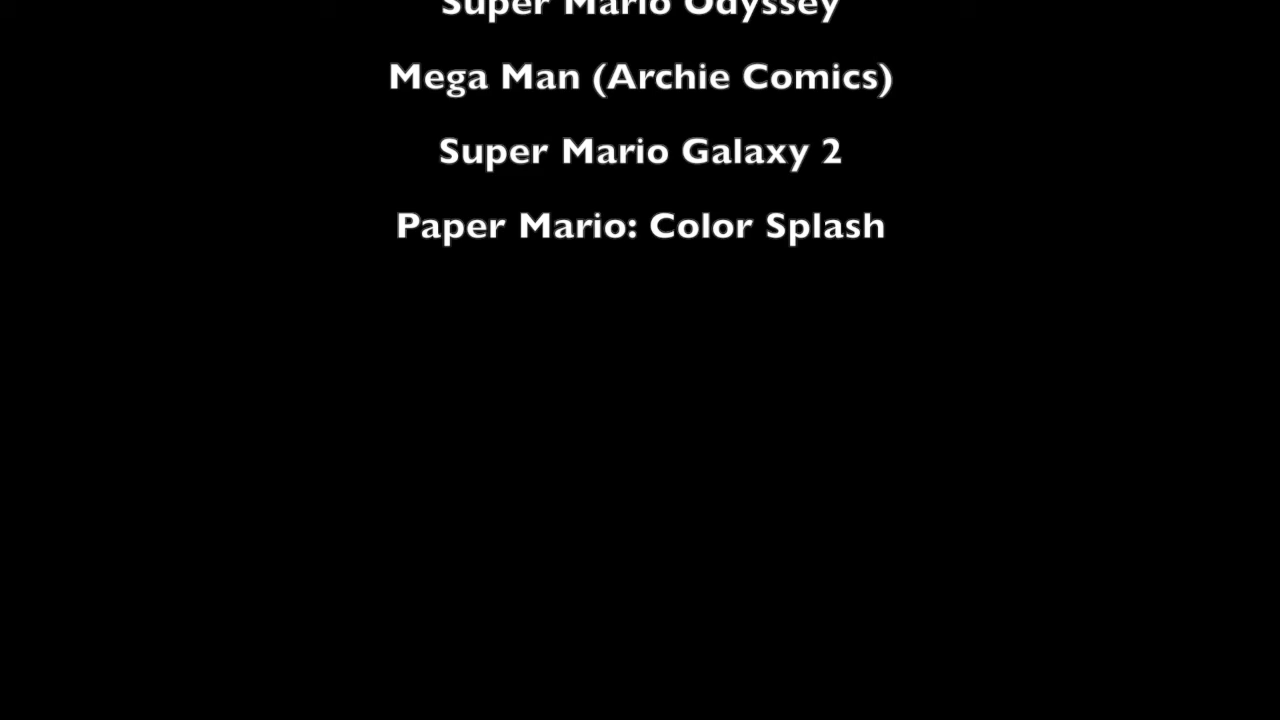 Super Mario Odyssey
Mega Man (Archie Comics)
Super Mario Galaxy 2
Paper Mario: Color Splash